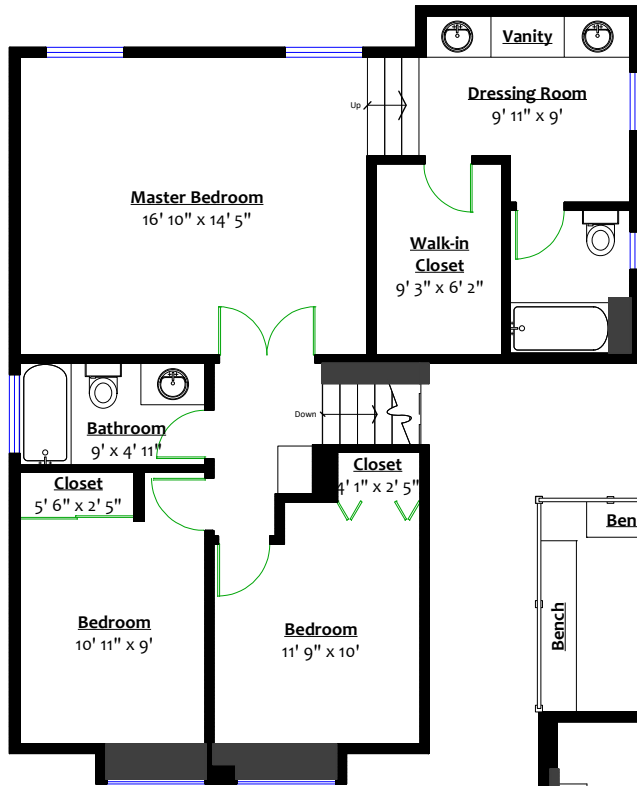 Vanity
Dressing Room
9' 11" x 9'
Up
Master Bedroom
16' 10" x 14' 5"
Walk-in
Closet
9' 3" x 6' 2"
Down
Bathroom
9' x 4' 11"
Closet
5' 6" x 2' 5"
Closet
4' 1" x 2' 5"
Bedroom
10' 11" x 9'
Bedroom
11' 9" x 10'
Ben
Bench